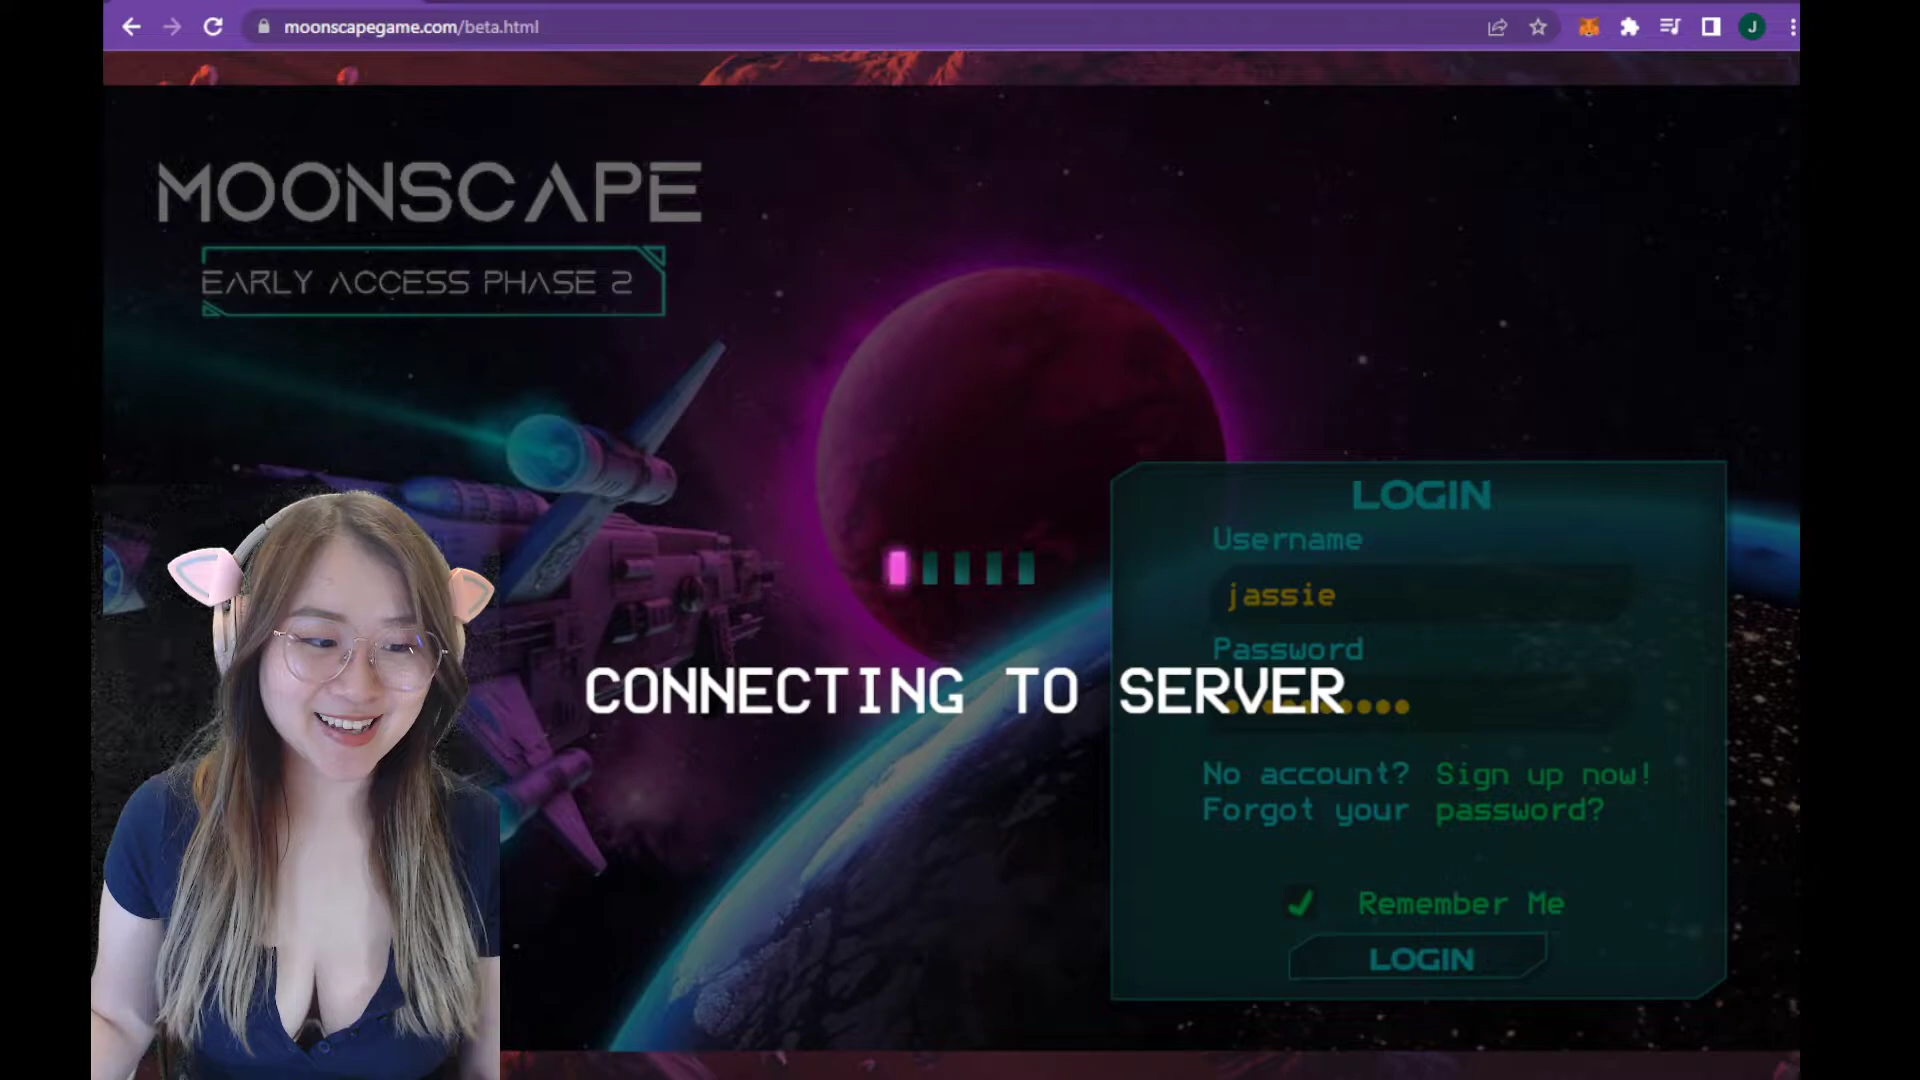 moonscapegame.com/beta.html
J
MOONSCAPE
EARLY ACCESS PHASE 2
LOGIN
Username
jassie
Password
CONNECTING TO SERVER
No account? Sign up now!
Forgot your password?
Remember Me
LOGIN